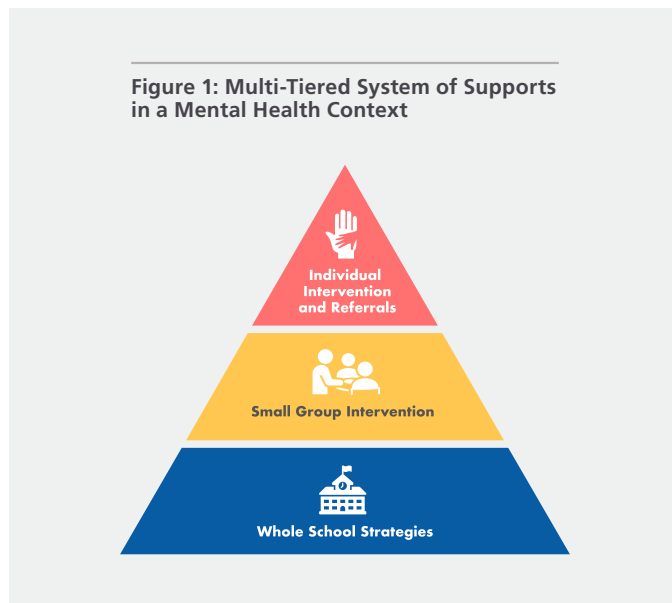 Figure 1: Multi-Tiered System of Supports
in a Mental Health Context
Individual
Intervention
and Referrals
Small Group Intervention
Whole School Strategies